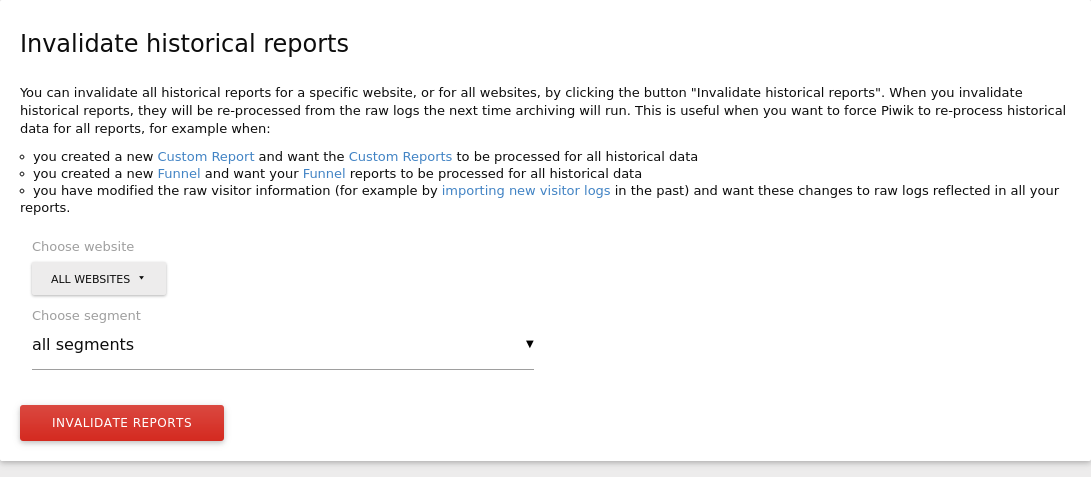 Invalidate historical reports
You can invalidate all historical reports for a specific website, or for all websites, by clicking the button "Invalidate historical reports". When you invalidate
historical reports, they will be re-processed from the raw logs the next time archiving will run. This is useful when you want to force Piwik to re-process historical
data for all reports, for example when:
you created a new Custom Report and want the Custom Reports to be processed for all historical data
you created a new Funnel and want your Funnel reports to be processed for all historical data
you have modified the raw visitor information (for example by importing new visitor logs in the past) and want these changes to raw logs reflected in all your
reports.
Choose website
ALL WEBSITES
Choose segment
all segments
INVALIDATE REPORTS